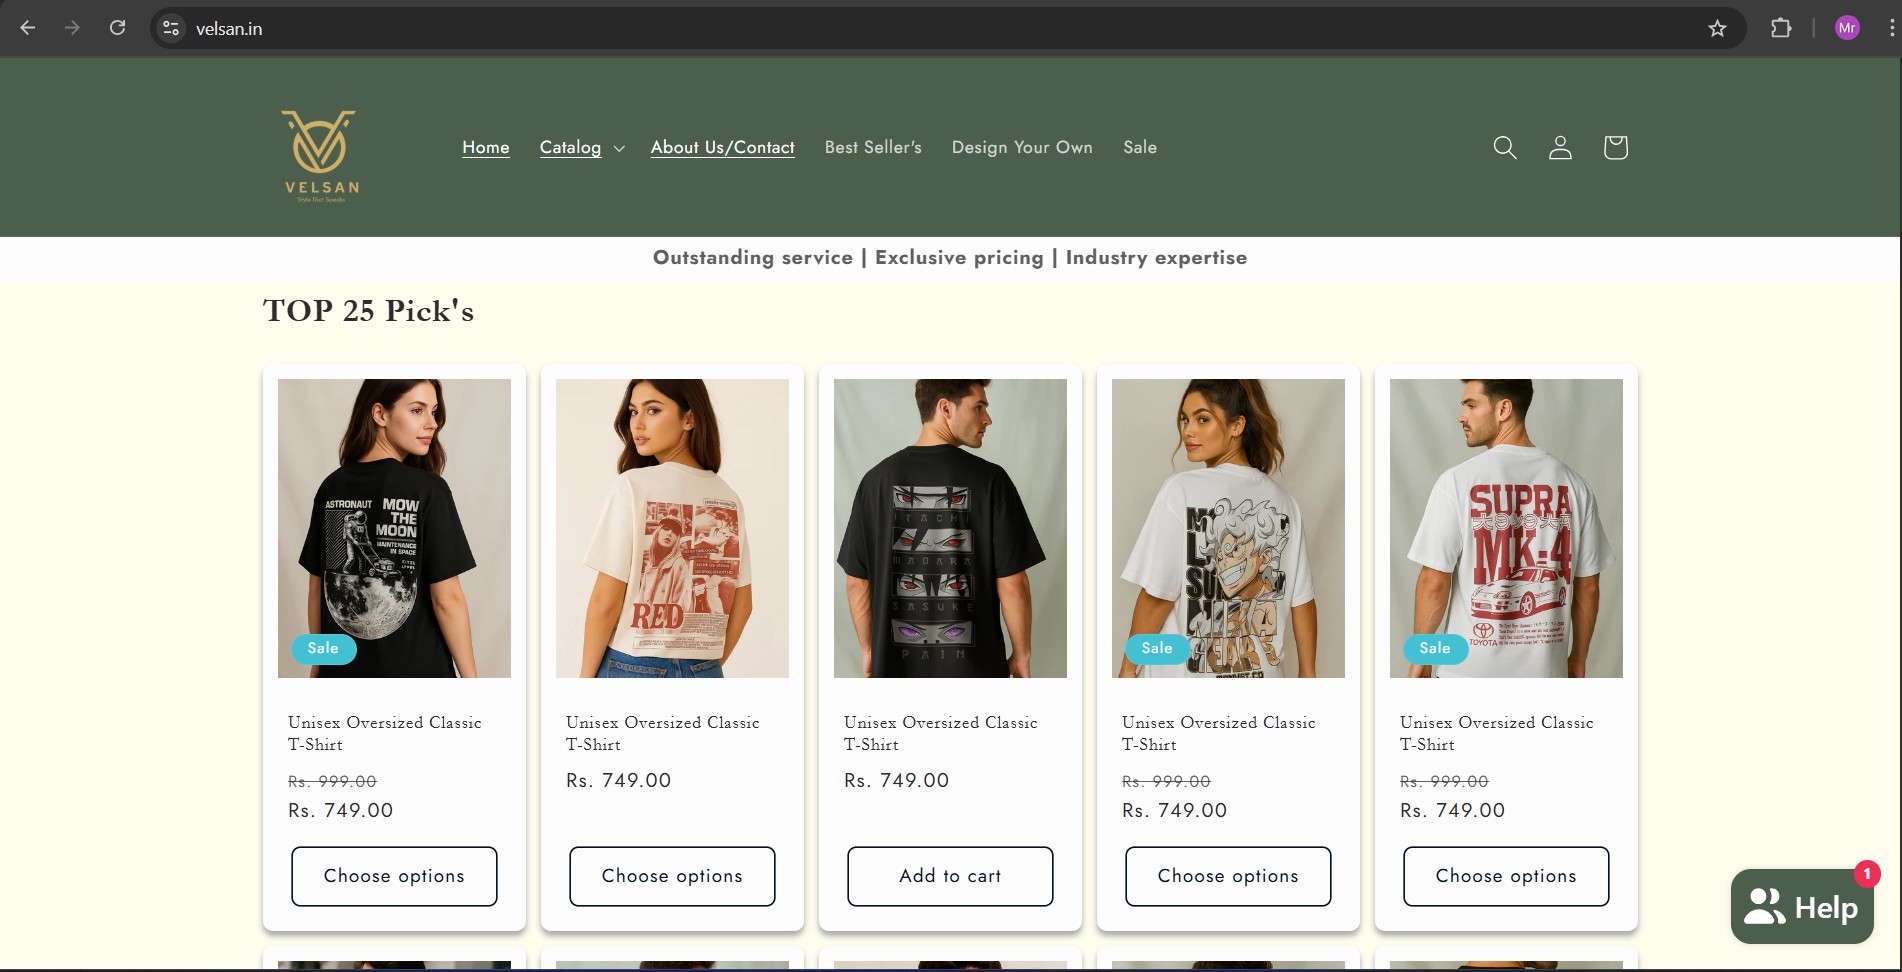 velsan.in
Mr
VELSAN
Style That Speaks
Home
Catalog
About Us/Contact
Best Seller's
Design Your Own
Sale
Outstanding service | Exclusive pricing | Industry expertise
TOP 25 Pick's
ASTRONAUT
MOW
THE
MOON
MAINTENANCE
IN SPACE
Sale
Unisex Oversized Classic
T-Shirt
Rs. 999.00
Rs. 749.00
Choose options
RED
Unisex Oversized Classic
T-Shirt
Rs. 749.00
Choose options
ITACHI
MADARA
SASUKE
PAIN
Unisex Oversized Classic
T-Shirt
Rs. 749.00
Add to cart
GEARS
Sale
Unisex Oversized Classic
T-Shirt
Rs. 999.00
Rs. 749.00
Choose options
SUPRA
MK-4
TOYOTA
Sale
Unisex Oversized Classic
T-Shirt
Rs. 999.00
Rs. 749.00
Choose options
1
Help